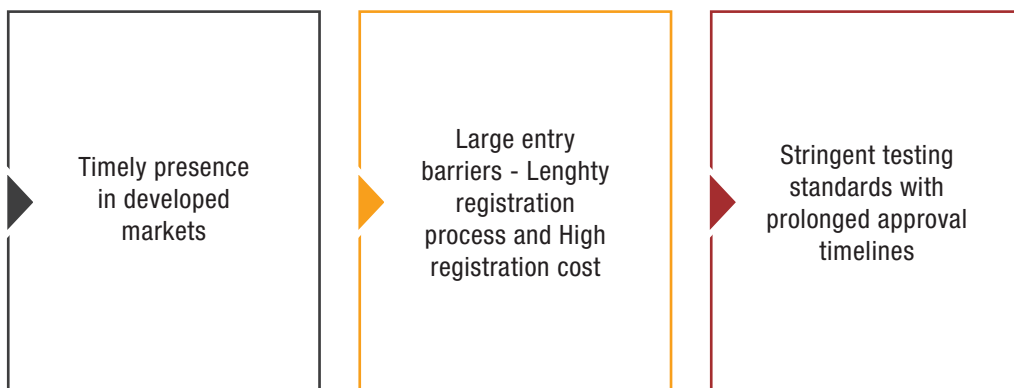 Timely presence
in developed
markets
Large entry
barriers - Lenghty
registration
process and High
registration cost
Stringent testing
standards with
prolonged approval
timelines